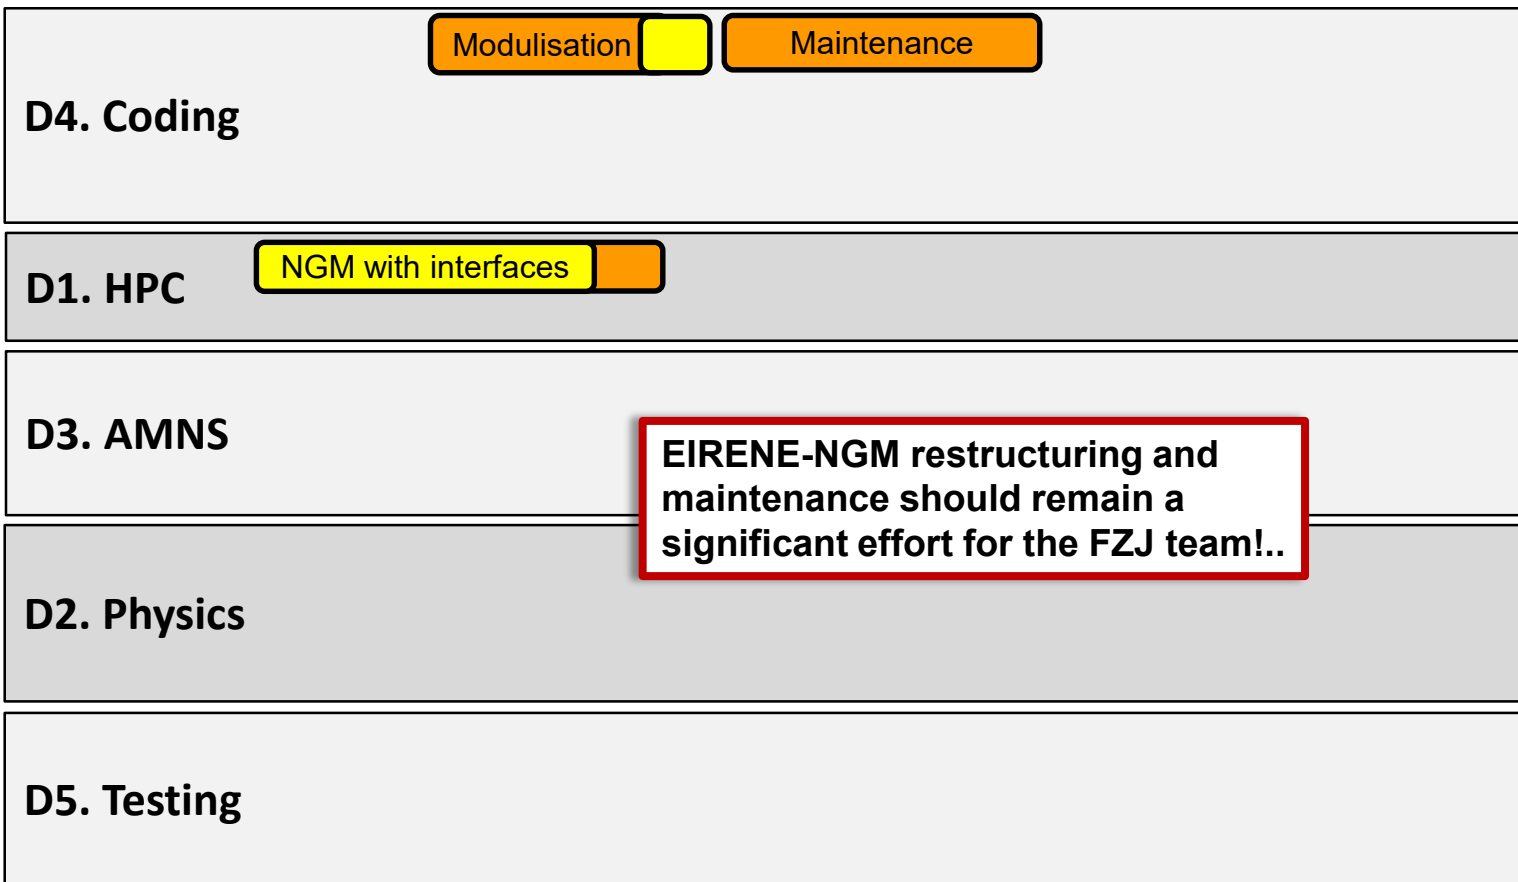 Modulisation
Maintenance
D4. Coding
NGM with interfaces
D1. HPC
D3. AMNS
EIRENE-NGM restructuring and
maintenance should remain a
significant effort for the FZJ team!..
D2. Physics
D5. Testing